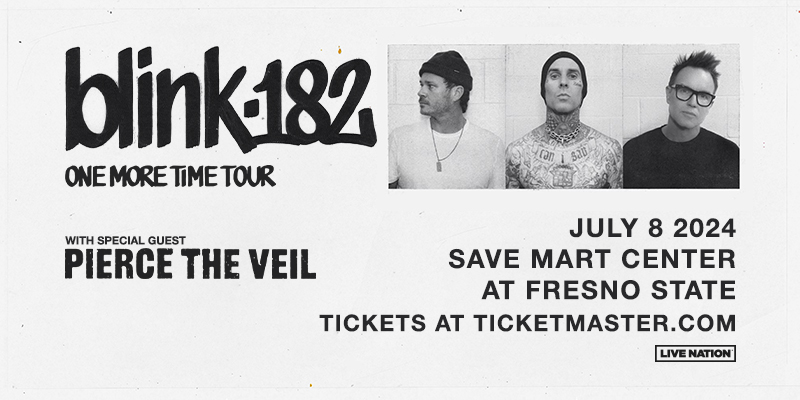 blink-182
ONE MORE TIME TOUR
WITH SPECIAL GUEST
PIERCE THE VEIL
JULY 8 2024
SAVE MART CENTER
AT FRESNO STATE
TICKETS AT TICKETMASTER.COM
LIVE NATION